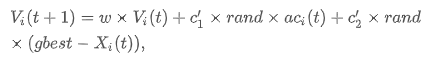 V_i(t + 1) = w × V_i(t) + c′_1 × rand × ac_i(t) + c′_2 × rand
× (gbest − X_i(t)),